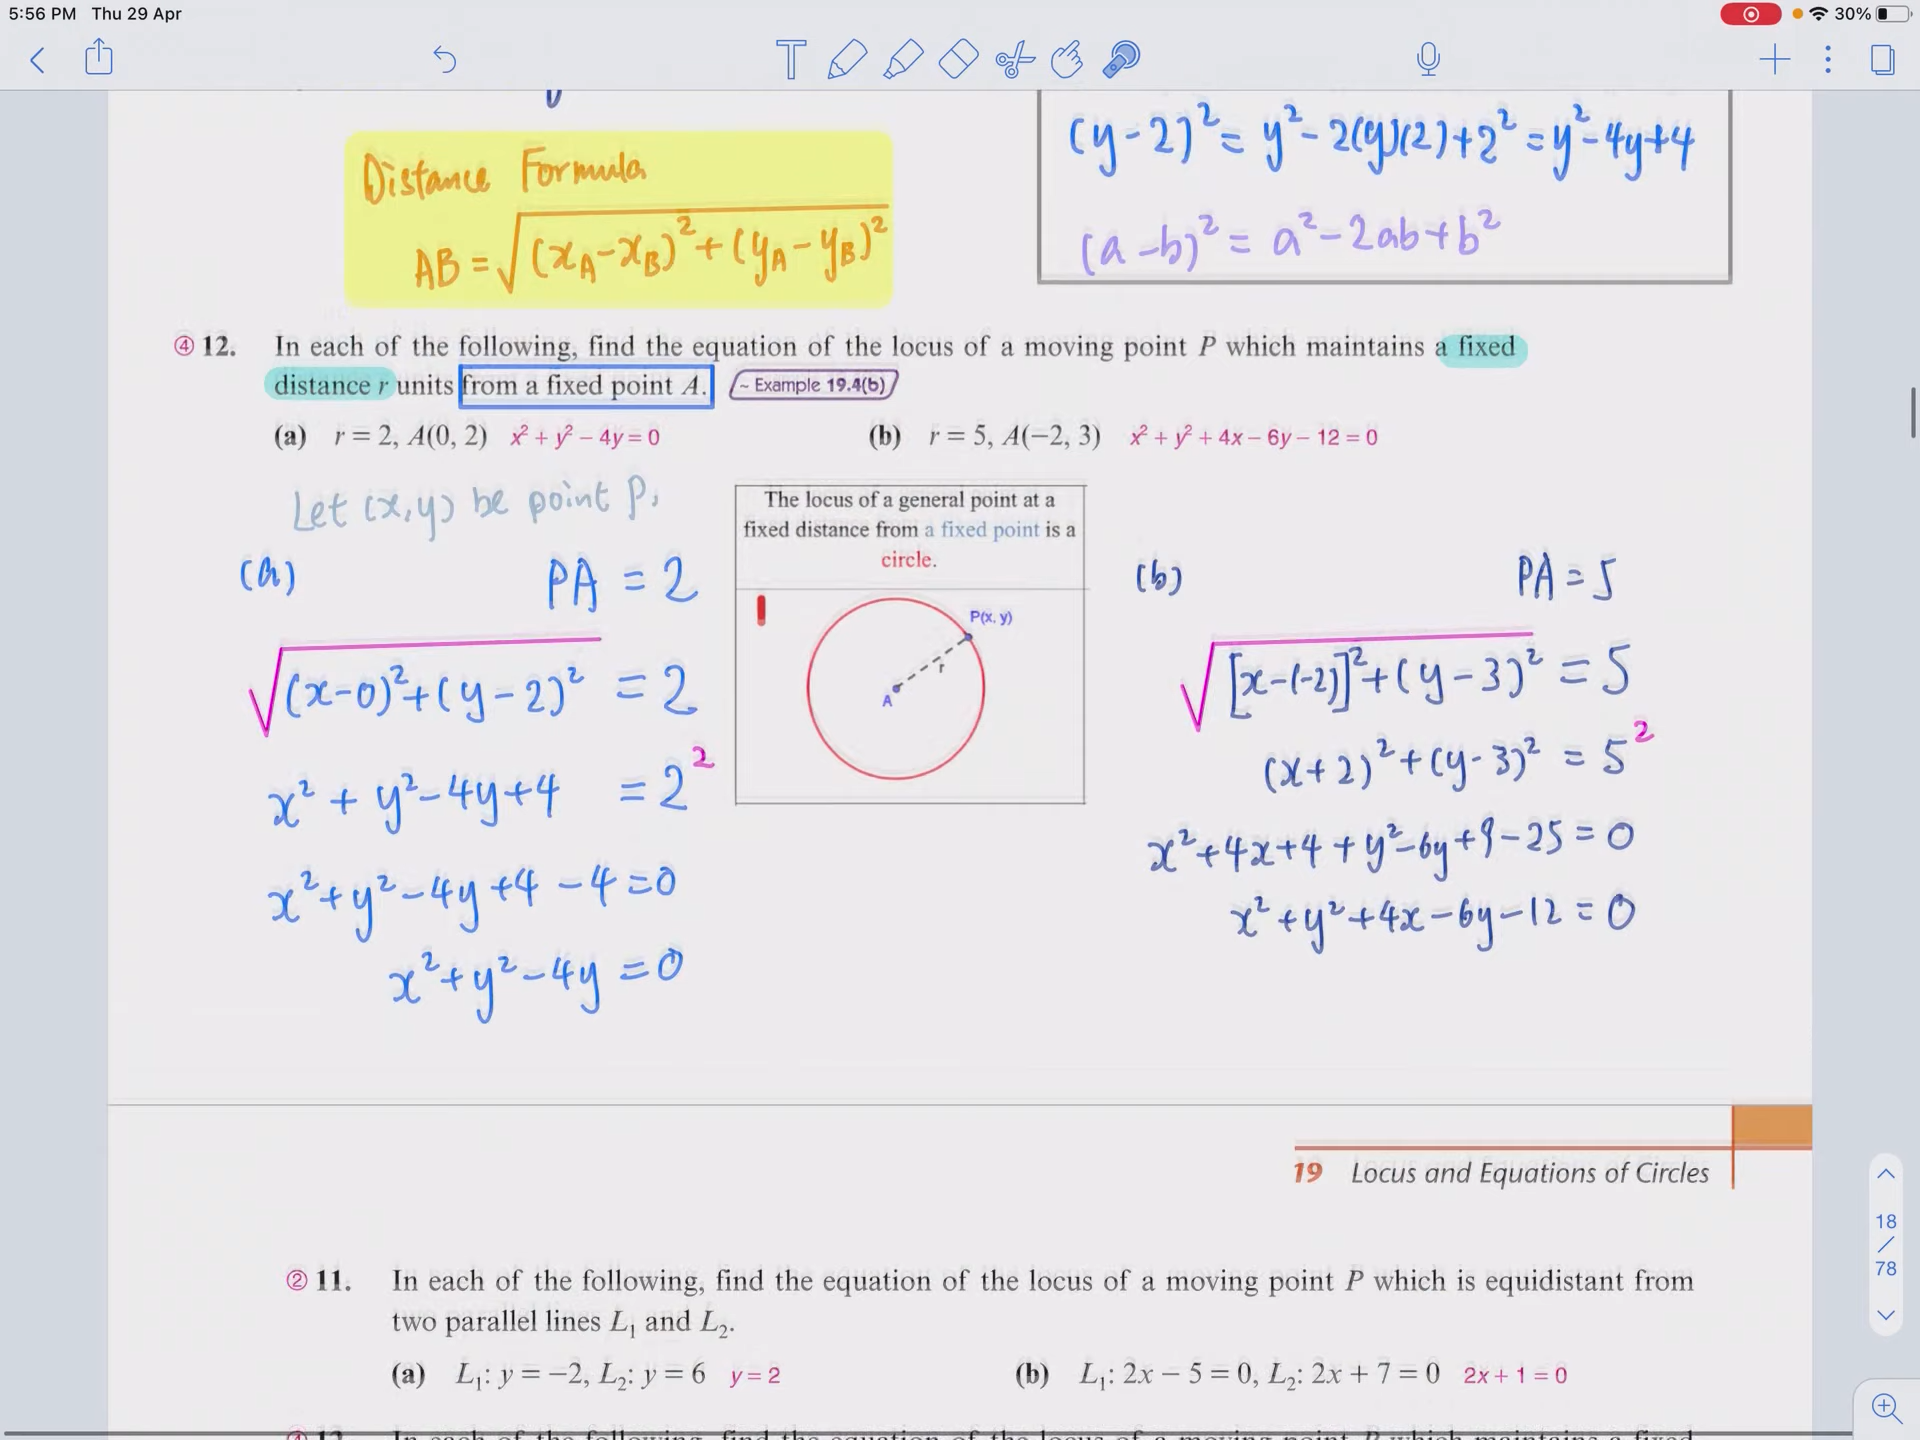 5:56 PM Thu 29 Apr
30%
(y-2)² = y² - 2(y)(2) + 2² = y² - 4y + 4
(a-b)² = a² - 2ab + b²
Distance Formula
AB = √((x_A - x_B)² + (y_A - y_B)²)
④ 12. In each of the following, find the equation of the locus of a moving point P which maintains a fixed
distance r units from a fixed point A. ~ Example 19.4(b)
(a) r = 2, A(0, 2) x² + y² – 4y = 0
(b) r = 5, A(−2, 3) x² + y² + 4x – 6y – 12 = 0
Let (x,y) be point P.
(a) PA = 2
√((x-0)² + (y-2)²) = 2
x² + y² - 4y + 4 = 2²
x² + y² - 4y + 4 - 4 = 0
x² + y² - 4y = 0
The locus of a general point at a
fixed distance from a fixed point is a
circle.
P(x, y)
r
A
(b) PA = 5
√([x-(-2)]² + (y-3)²) = 5
(x+2)² + (y-3)² = 5²
x² + 4x + 4 + y² - 6y + 9 - 25 = 0
x² + y² + 4x - 6y - 12 = 0
19 Locus and Equations of Circles
② 11. In each of the following, find the equation of the locus of a moving point P which is equidistant from
two parallel lines L₁ and L₂.
(a) L₁: y = −2, L₂: y = 6 y = 2
(b) L₁: 2x − 5 = 0, L₂: 2x + 7 = 0 2x + 1 = 0
18
/
78